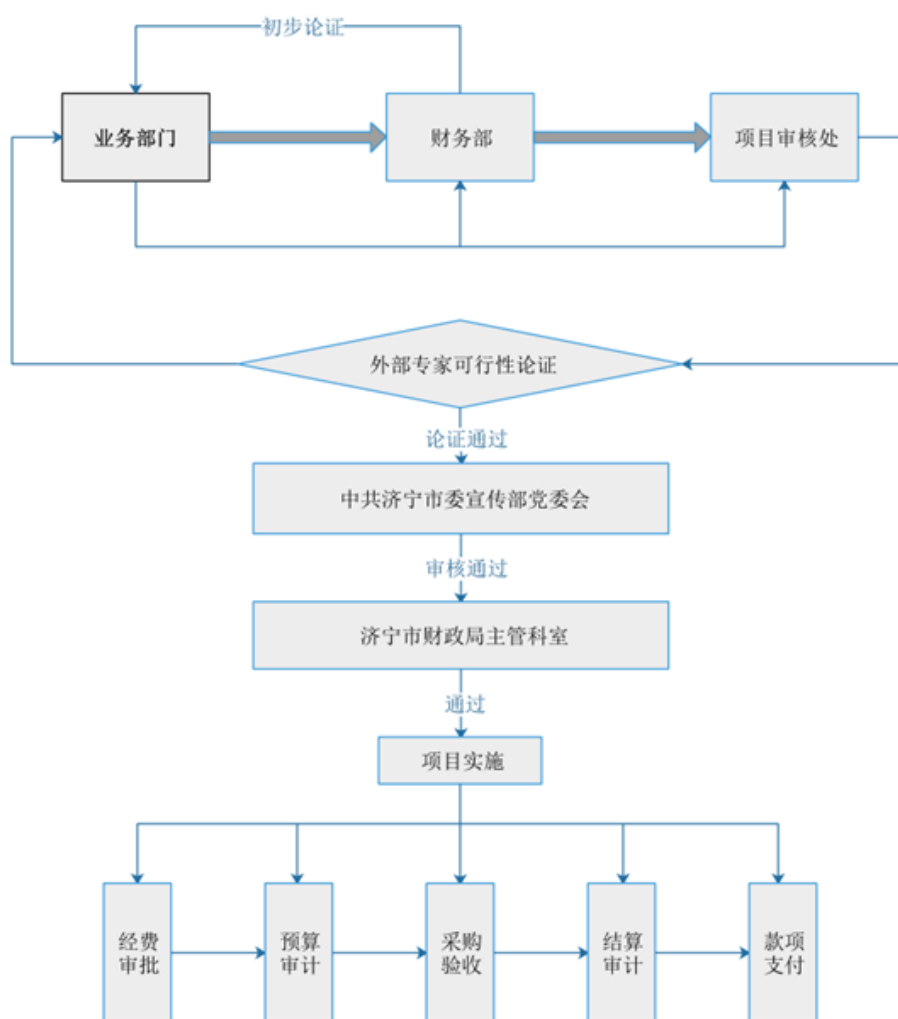 初步论证
业务部门
财务部
项目审核处
外部专家可行性论证
论证通过
中共济宁市委宣传部党委会
审核通过
济宁市财政局主管科室
通过
项目实施
经费
审批
预算
审计
采购
验收
结算
审计
款项
支付